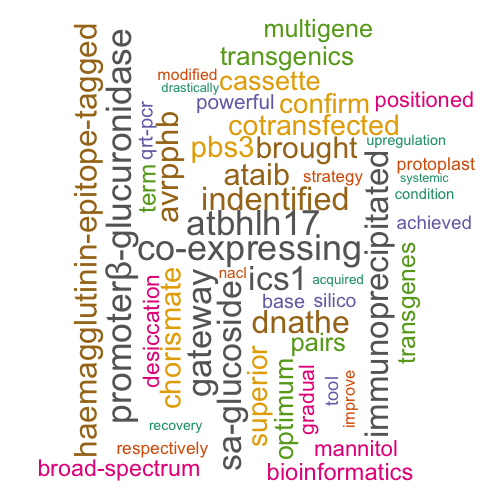 multigene
transgenics
modified
drastically
cassette
powerful
confirm
positioned
cotransfected
haemagglutinin-epitope-tagged
promoterβ-glucuronidase
qrt-pcr
term
avrpphb
pbs3
brought
upregulation
ataib
strategy
protoplast
systemic
indentified
condition
atbhlh17
achieved
co-expressing
immunoprecipitated
nacl
ics1
acquired
desiccation
chorismate
gateway
sa-glucoside
base
silico
transgenes
dnathe
pairs
superior
optimum
gradual
tool
improve
recovery
respectively
mannitol
broad-spectrum
bioinformatics